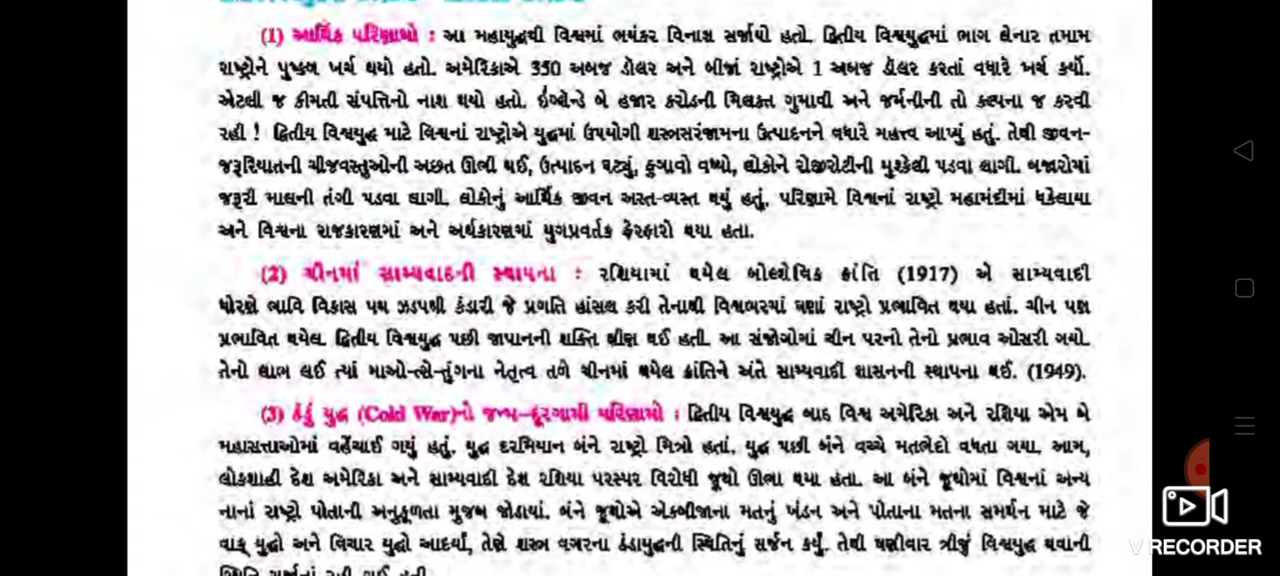 (1) આર્થિક પરિણામો : આ મહાયુદ્ધથી વિશ્વમાં ભયંકર વિનાશ સર્જાયો હતો. દ્વિતીય વિશ્વયુદ્ધમાં ભાગ લેનાર તમામ
રાષ્ટ્રોને પુષ્કળ ખર્ચ થયો હતો. અમેરિકાએ 350 અબજ ડૉલર અને બીજાં રાષ્ટ્રોએ 1 અબજ ડૉલર કરતાં વધારે ખર્ચ કર્યો.
એટલી જ કીમતી સંપત્તિનો નાશ થયો હતો. ઇંગ્લૅન્ડે બે હજાર કરોડની મિલકત ગુમાવી અને જર્મનીની તો કલ્પના જ કરવી
રહી ! દ્વિતીય વિશ્વયુદ્ધ માટે વિશ્વનાં રાષ્ટ્રોએ યુદ્ધમાં ઉપયોગી શસ્ત્રસરંજામના ઉત્પાદનને વધારે મહત્ત્વ આપ્યું હતું. તેથી જીવન-
જરૂરિયાતની ચીજવસ્તુઓની અછત ઊભી થઈ, ઉત્પાદન ઘટ્યું, ફુગાવો વધ્યો, લોકોને રોજીરોટીની મુશ્કેલી પડવા લાગી. બજારોમાં
જરૂરી માલની તંગી પડવા લાગી. લોકોનું આર્થિક જીવન અસ્ત-વ્યસ્ત થયું હતું. પરિણામે વિશ્વનાં રાષ્ટ્રો મહામંદીમાં ધકેલાયા
અને વિશ્વના રાજકારણમાં અને અર્થકારણમાં યુગપ્રવર્તક ફેરફારો થયા હતા.
(2) ચીનમાં સામ્યવાદની સ્થાપના : રશિયામાં થયેલ બોલ્શેવિક ક્રાંતિ (1917) એ સામ્યવાદી
ધોરણે ભાવિ વિકાસ પથ ઝડપથી કંડારી જે પ્રગતિ હાંસલ કરી તેનાથી વિશ્વભરમાં ઘણાં રાષ્ટ્રો પ્રભાવિત થયા હતાં. ચીન પણ
પ્રભાવિત થયેલ. દ્વિતીય વિશ્વયુદ્ધ પછી જાપાનની શક્તિ ક્ષીણ થઈ હતી. આ સંજોગોમાં ચીન પરનો તેનો પ્રભાવ ઓસરી ગયો.
તેનો લાભ લઈ ત્યાં માઓ-ત્સે-તુંગના નેતૃત્વ તળે ચીનમાં થયેલ ક્રાંતિને અંતે સામ્યવાદી શાસનની સ્થાપના થઈ. (1949).
(3) ઠંડું યુદ્ધ (Cold War)નો જન્મ-દૂરગામી પરિણામો : દ્વિતીય વિશ્વયુદ્ધ બાદ વિશ્વ અમેરિકા અને રશિયા એમ બે
મહાસત્તાઓમાં વહેંચાઈ ગયું હતું. યુદ્ધ દરમિયાન બંને રાષ્ટ્રો મિત્રો હતાં. યુદ્ધ પછી બંને વચ્ચે મતભેદો વધતા ગયા. આમ,
લોકશાહી દેશ અમેરિકા અને સામ્યવાદી દેશ રશિયા પરસ્પર વિરોધી જૂથો ઊભા થયા હતા. આ બંને જૂથોમાં વિશ્વનાં અન્ય
નાનાં રાષ્ટ્રો પોતાની અનુકૂળતા મુજબ જોડાયાં. બંને જૂથોએ એકબીજાના મતનું ખંડન અને પોતાના મતના સમર્થન માટે જે
વાક્ યુદ્ધો અને વિચાર યુદ્ધો આદર્યાં, તેણે શસ્ત્ર વગરના ઠંડાયુદ્ધની સ્થિતિનું સર્જન કર્યું. તેથી ઘણીવાર ત્રીજું વિશ્વયુદ્ધ થવાની
V RECORDER